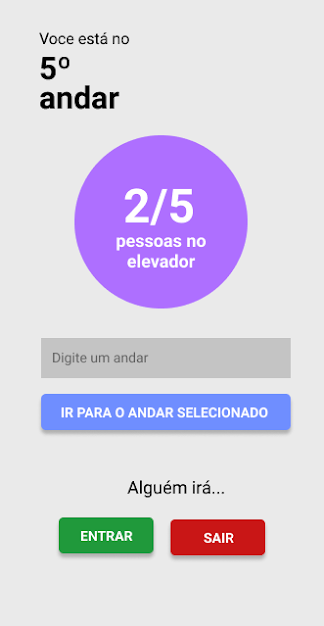 Voce está no
5º
andar
2/5
pessoas no
elevador
Digite um andar
IR PARA O ANDAR SELECIONADO
Alguém irá...
ENTRAR
SAIR